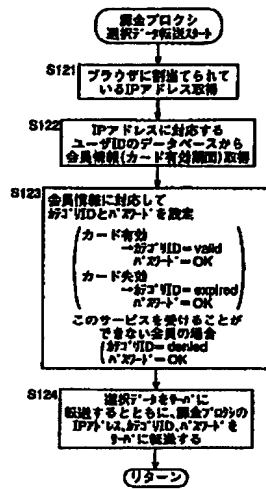 課金プロクシ
選択データ転送スタート
S121
ブラウザに割当てられて
いるIPアドレス取得
S122
IPアドレスに対応する
ユーザIDのデータベースから
会員情報(カード有効期間)取得
S123
会員情報に対応して
カテゴリIDとパスワードを設定
カード有効
→カテゴリID=valid
パスワード=OK
カード失効
→カテゴリID=expired
パスワード=OK
このサービスを受けることが
できない会員の場合
カテゴリID=denied
パスワード=OK
S124
選択データをサーバに
転送するとともに、課金プロクシの
IPアドレス、カテゴリID、パスワードを
サーバに転送する
リターン